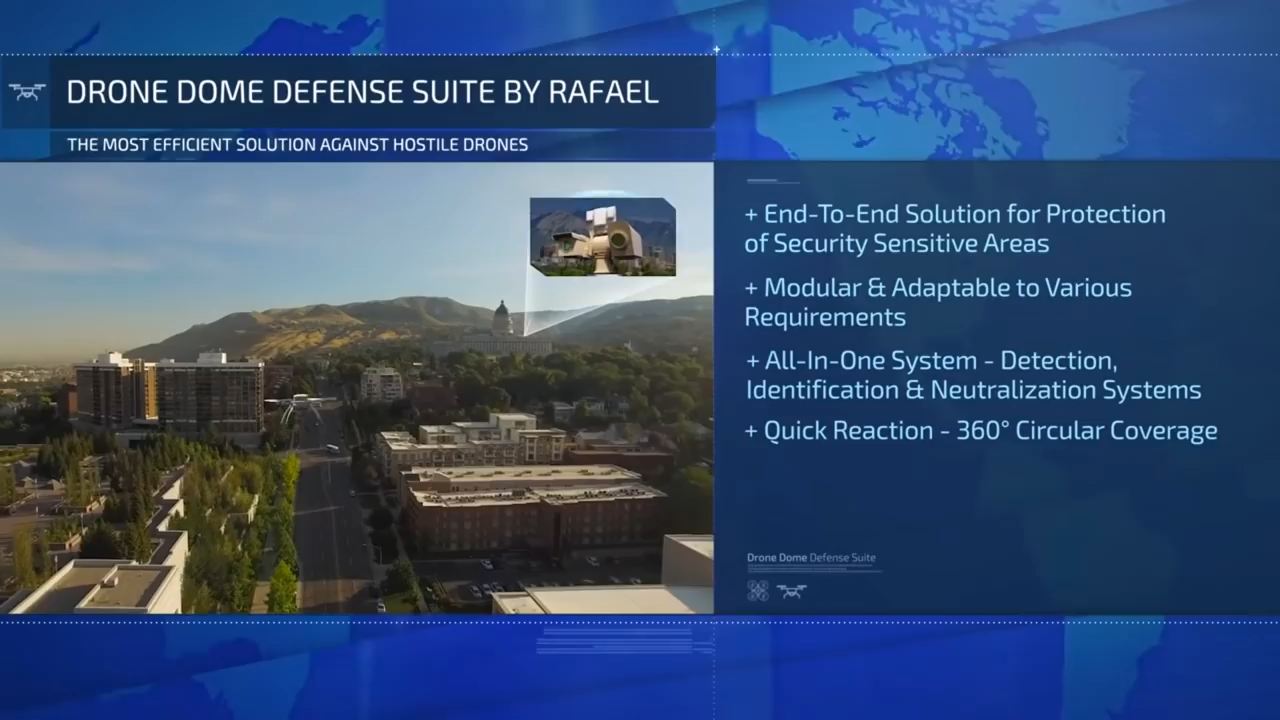 DRONE DOME DEFENSE SUITE BY RAFAEL
THE MOST EFFICIENT SOLUTION AGAINST HOSTILE DRONES
+ End-To-End Solution for Protection
of Security Sensitive Areas
+ Modular & Adaptable to Various
Requirements
+ All-In-One System - Detection,
Identification & Neutralization Systems
+ Quick Reaction - 360° Circular Coverage
Drone Dome Defense Suite